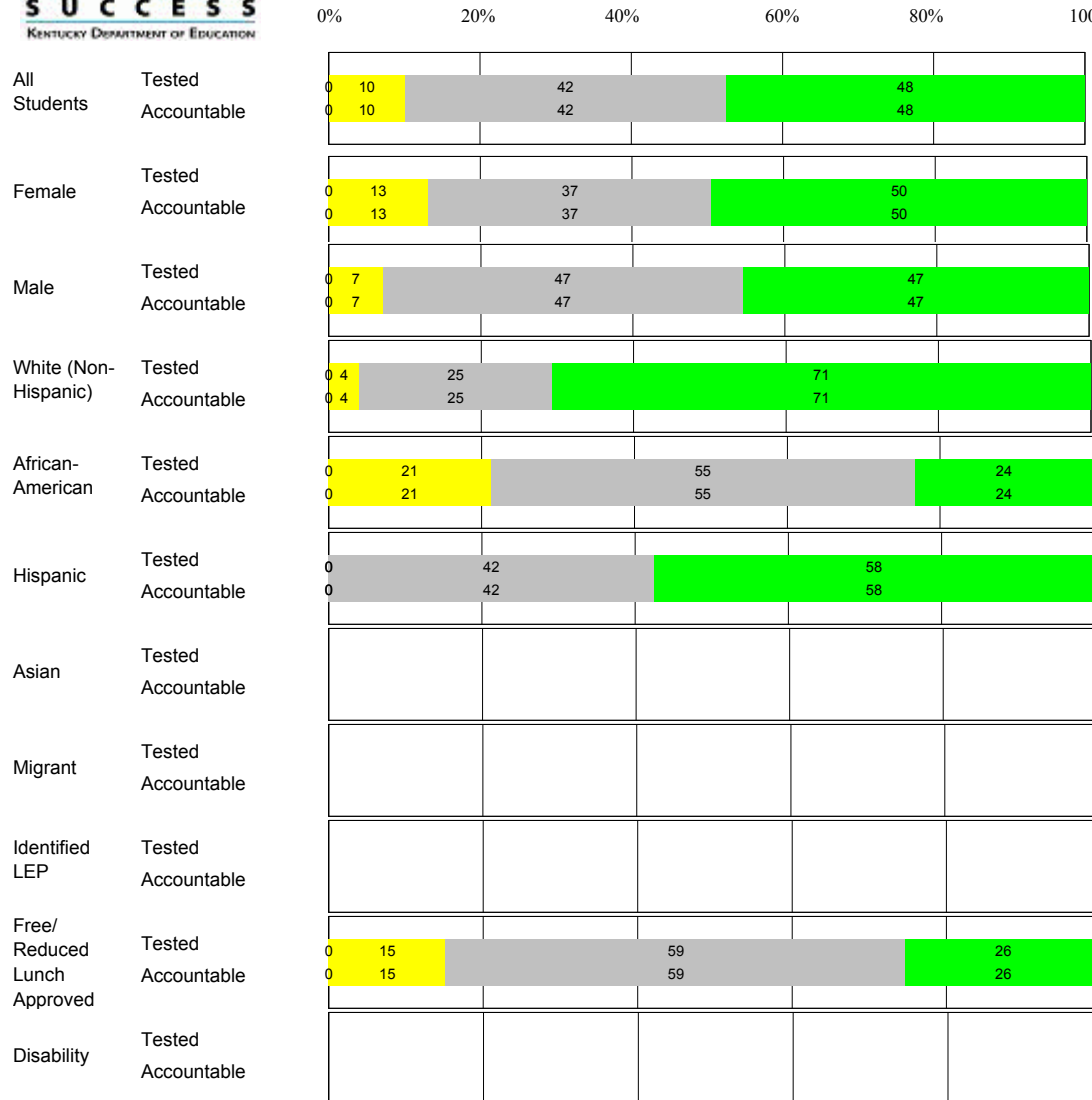 SUCCESS
KENTUCKY DEPARTMENT OF EDUCATION
0% 20% 40% 60% 80% 100
All Students
Tested 0 10 42 48
Accountable 0 10 42 48
Female
Tested 0 13 37 50
Accountable 0 13 37 50
Male
Tested 0 7 47 47
Accountable 0 7 47 47
White (Non-
Hispanic)
Tested 0 4 25 71
Accountable 0 4 25 71
African-
American
Tested 0 21 55 24
Accountable 0 21 55 24
Hispanic
Tested 0 42 58
Accountable 0 42 58
Asian
Tested
Accountable
Migrant
Tested
Accountable
Identified
LEP
Tested
Accountable
Free/
Reduced
Lunch
Approved
Tested 0 15 59 26
Accountable 0 15 59 26
Disability
Tested
Accountable